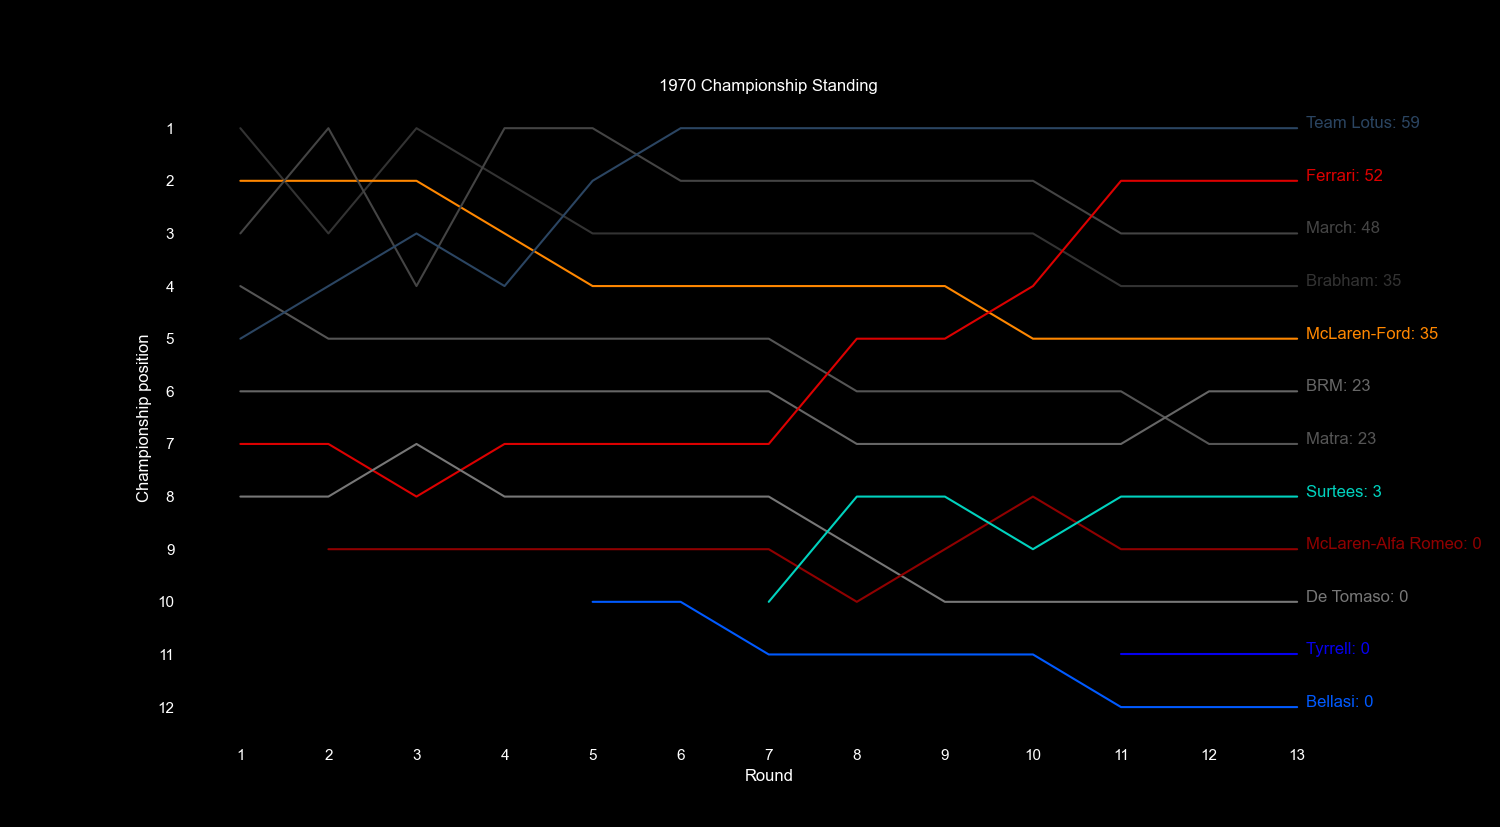 1970 Championship Standing
1
2
3
4
5
6
7
8
9
10
11
12
Championship position
Team Lotus: 59
Ferrari: 52
March: 48
Brabham: 35
McLaren-Ford: 35
BRM: 23
Matra: 23
Surtees: 3
McLaren-Alfa Romeo: 0
De Tomaso: 0
Tyrrell: 0
Bellasi: 0
1 2 3 4 5 6 7 8 9 10 11 12 13
Round